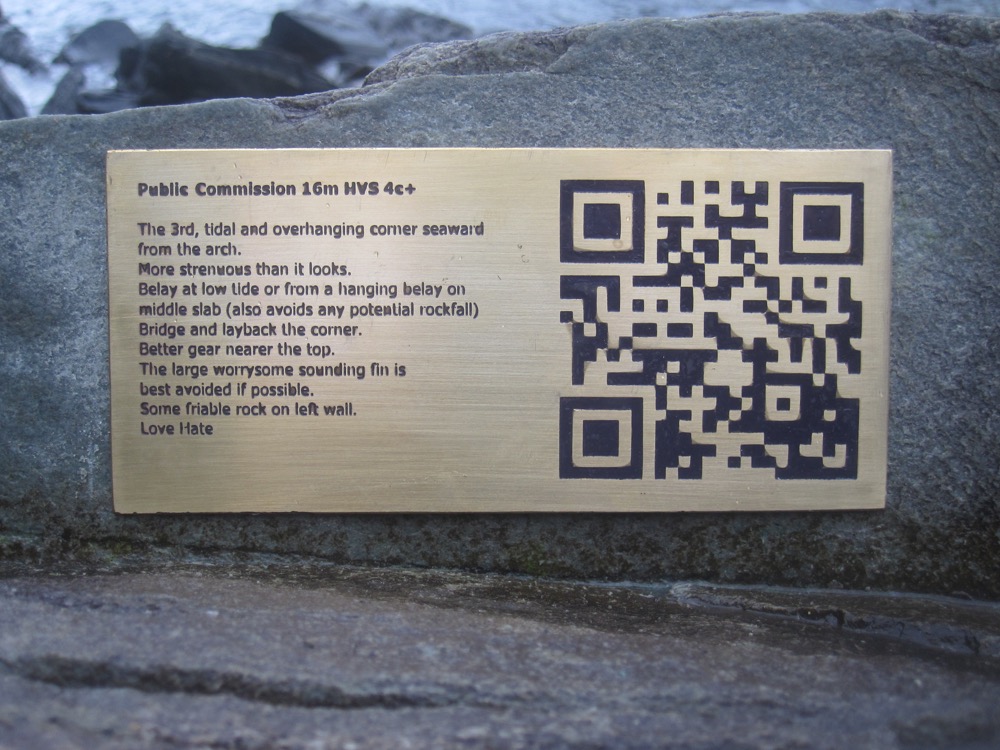 Public Commission 16m HVS 4c+
The 3rd, tidal and overhanging corner seaward
from the arch.
More strenuous than it looks.
Belay at low tide or from a hanging belay on
middle slab (also avoids any potential rockfall)
Bridge and layback the corner.
Better gear nearer the top.
The large worrysome sounding fin is
best avoided if possible.
Some friable rock on left wall.
Love Hate